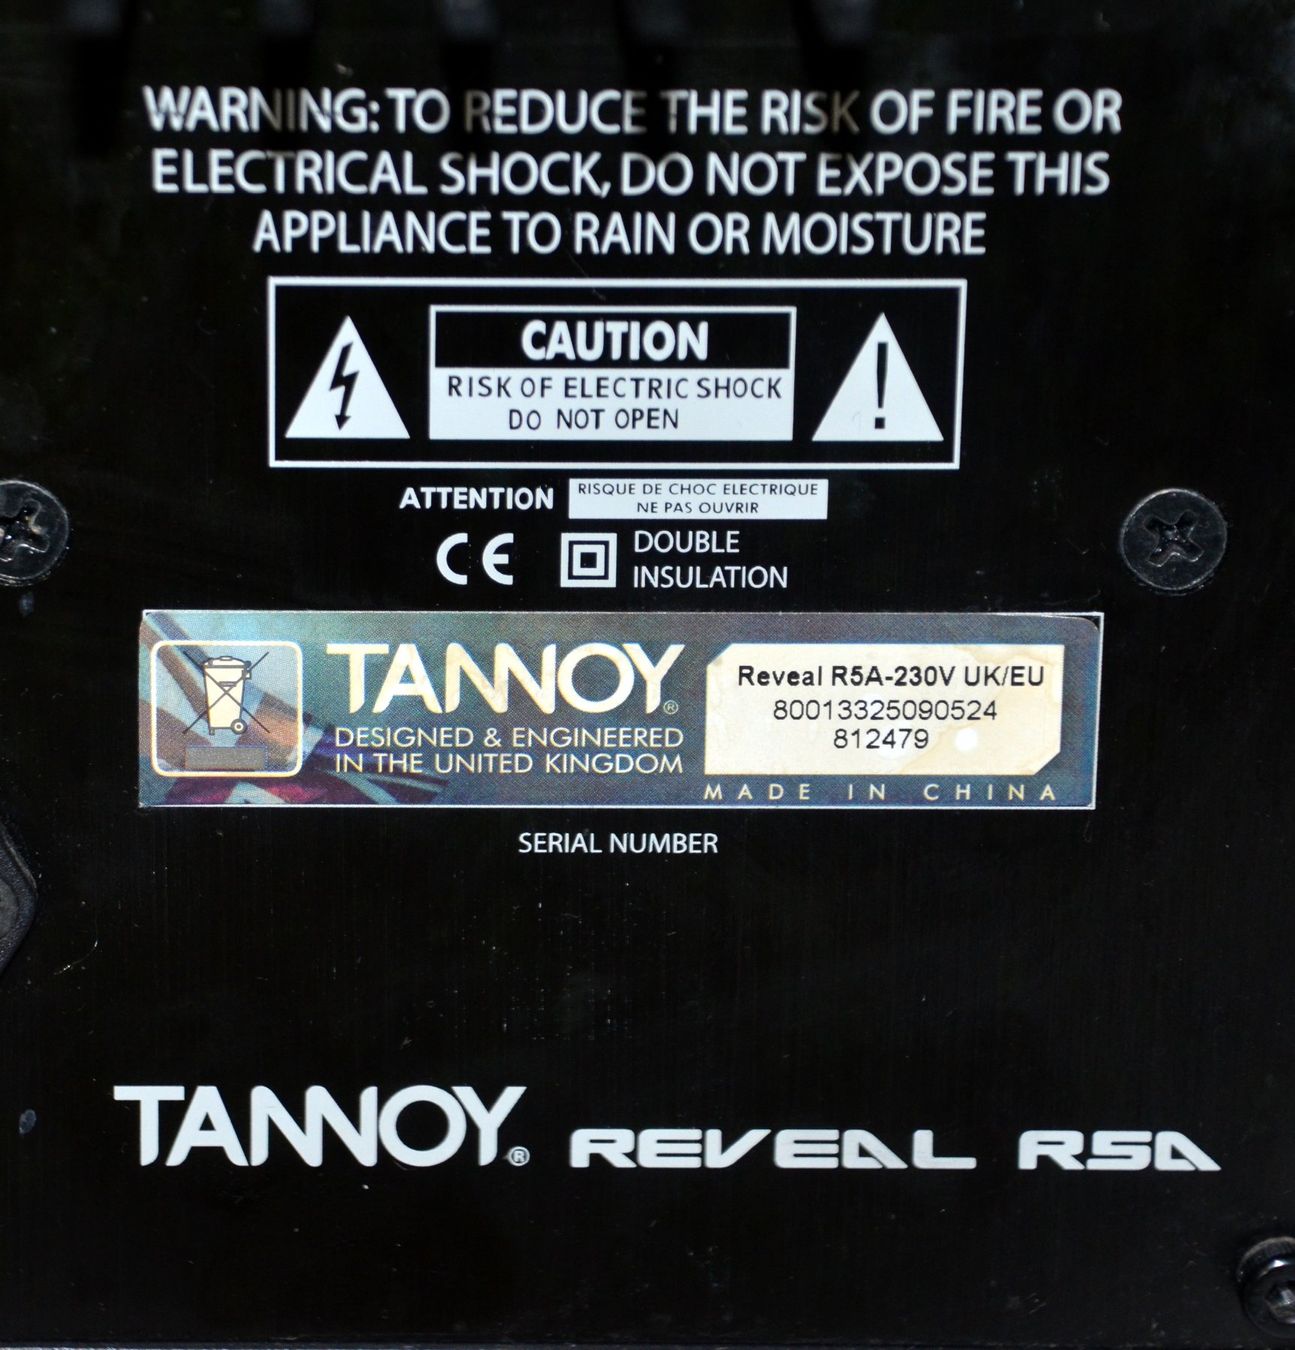 WARNING: TO REDUCE THE RISK OF FIRE OR
ELECTRICAL SHOCK, DO NOT EXPOSE THIS
APPLIANCE TO RAIN OR MOISTURE
CAUTION
RISK OF ELECTRIC SHOCK
DO NOT OPEN
ATTENTION
RISQUE DE CHOC ELECTRIQUE
NE PAS OUVRIR
CE
DOUBLE
INSULATION
TANNOY®
DESIGNED & ENGINEERED
IN THE UNITED KINGDOM
Reveal R5A-230V UK/EU
80013325090524
812479
MADE IN CHINA
SERIAL NUMBER
TANNOY® REVEAL R5A